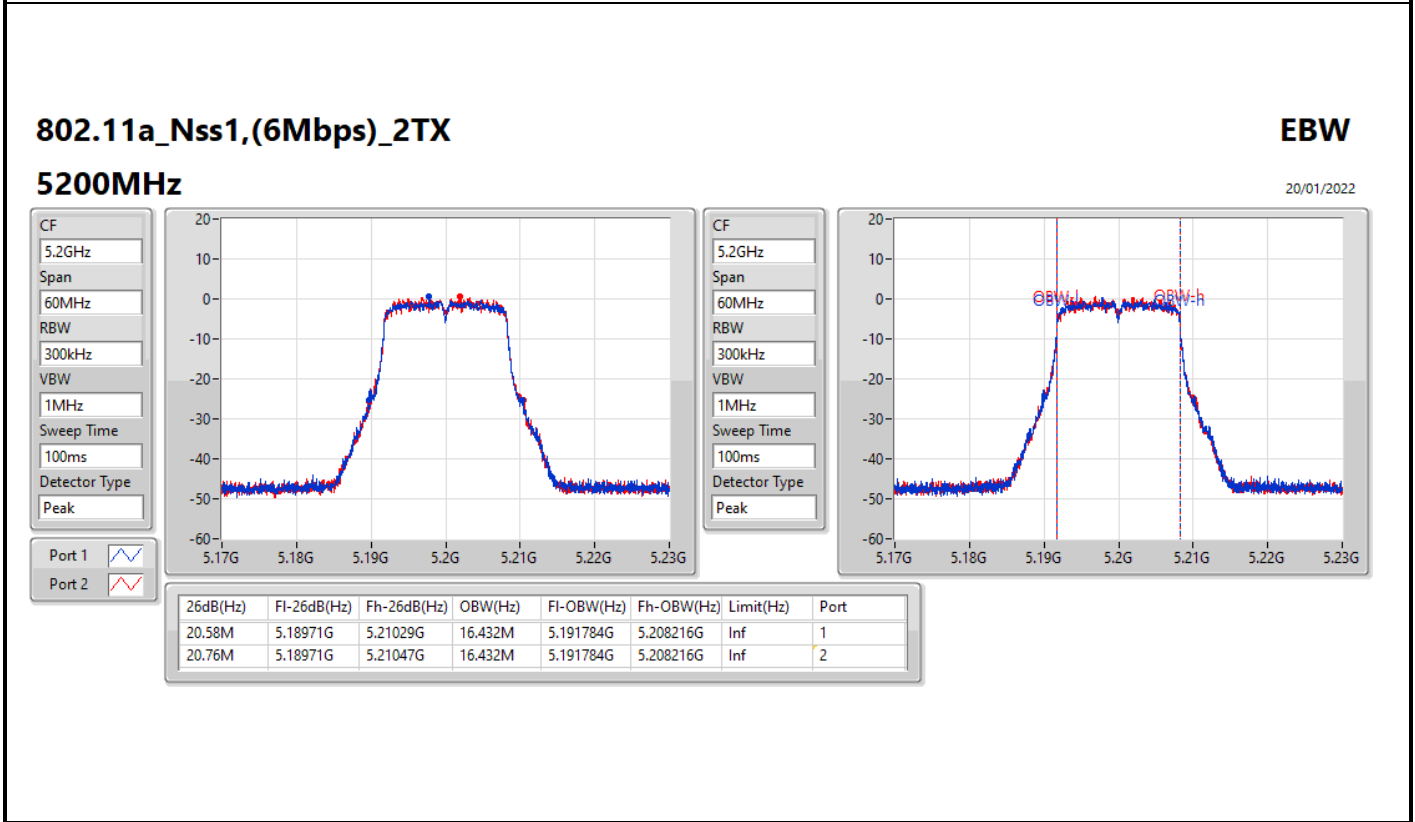 802.11a_Nss1,(6Mbps)_2TX
EBW
5200MHz
20/01/2022
CF
5.2GHz
Span
60MHz
RBW
300kHz
VBW
1MHz
Sweep Time
100ms
Detector Type
Peak
Port 1
Port 2
20
10
0
-10
-20
-30
-40
-50
-60
5.17G 5.18G 5.19G 5.2G 5.21G 5.22G 5.23G
CF
5.2GHz
Span
60MHz
RBW
300kHz
VBW
1MHz
Sweep Time
100ms
Detector Type
Peak
20
10
0
-10
-20
-30
-40
-50
-60
OBW-l OBW-h
OBW-l OBW-h
5.17G 5.18G 5.19G 5.2G 5.21G 5.22G 5.23G
26dB(Hz) Fl-26dB(Hz) Fh-26dB(Hz) OBW(Hz) Fl-OBW(Hz) Fh-OBW(Hz) Limit(Hz) Port
20.58M 5.18971G 5.21029G 16.432M 5.191784G 5.208216G Inf 1
20.76M 5.18971G 5.21047G 16.432M 5.191784G 5.208216G Inf 2